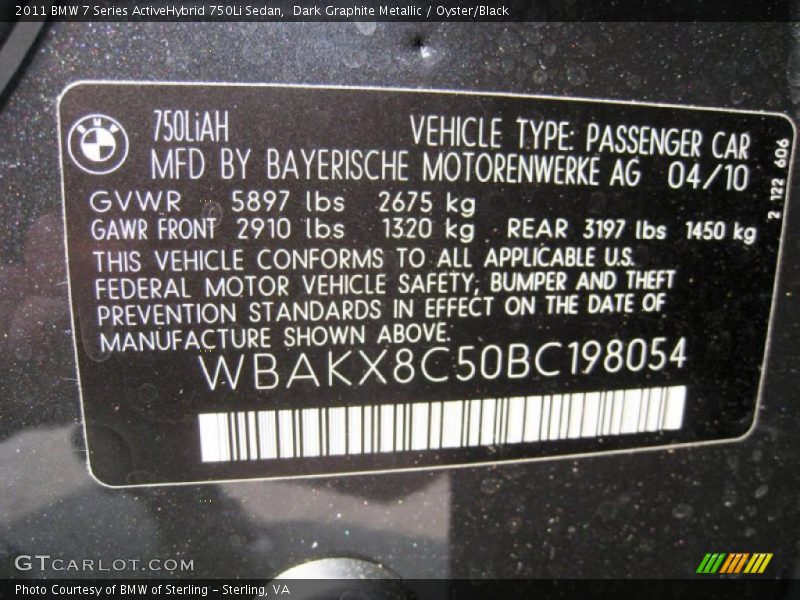 2011 BMW 7 Series ActiveHybrid 750Li Sedan,  Dark Graphite Metallic / Oyster/Black
BMW
750LiAH
VEHICLE TYPE: PASSENGER CAR
MFD BY BAYERISCHE MOTORENWERKE AG 04/10
GVWR 5897 lbs 2675 kg
GAWR FRONT 2910 lbs 1320 kg REAR 3197 lbs 1450 kg
THIS VEHICLE CONFORMS TO ALL APPLICABLE U.S.
FEDERAL MOTOR VEHICLE SAFETY, BUMPER AND THEFT
PREVENTION STANDARDS IN EFFECT ON THE DATE OF
MANUFACTURE SHOWN ABOVE.
WBAKX8C50BC198054
2 122 606
GTCARLOT.COM
Photo Courtesy of BMW of Sterling – Sterling, VA